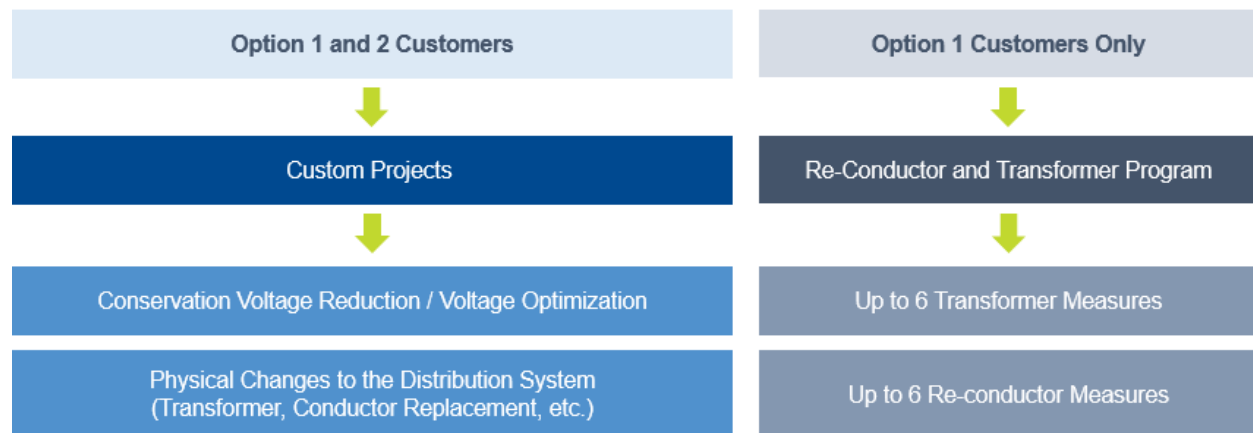 Option 1 and 2 Customers
Option 1 Customers Only
Custom Projects
Re-Conductor and Transformer Program
Conservation Voltage Reduction / Voltage Optimization
Up to 6 Transformer Measures
Physical Changes to the Distribution System
(Transformer, Conductor Replacement, etc.)
Up to 6 Re-conductor Measures